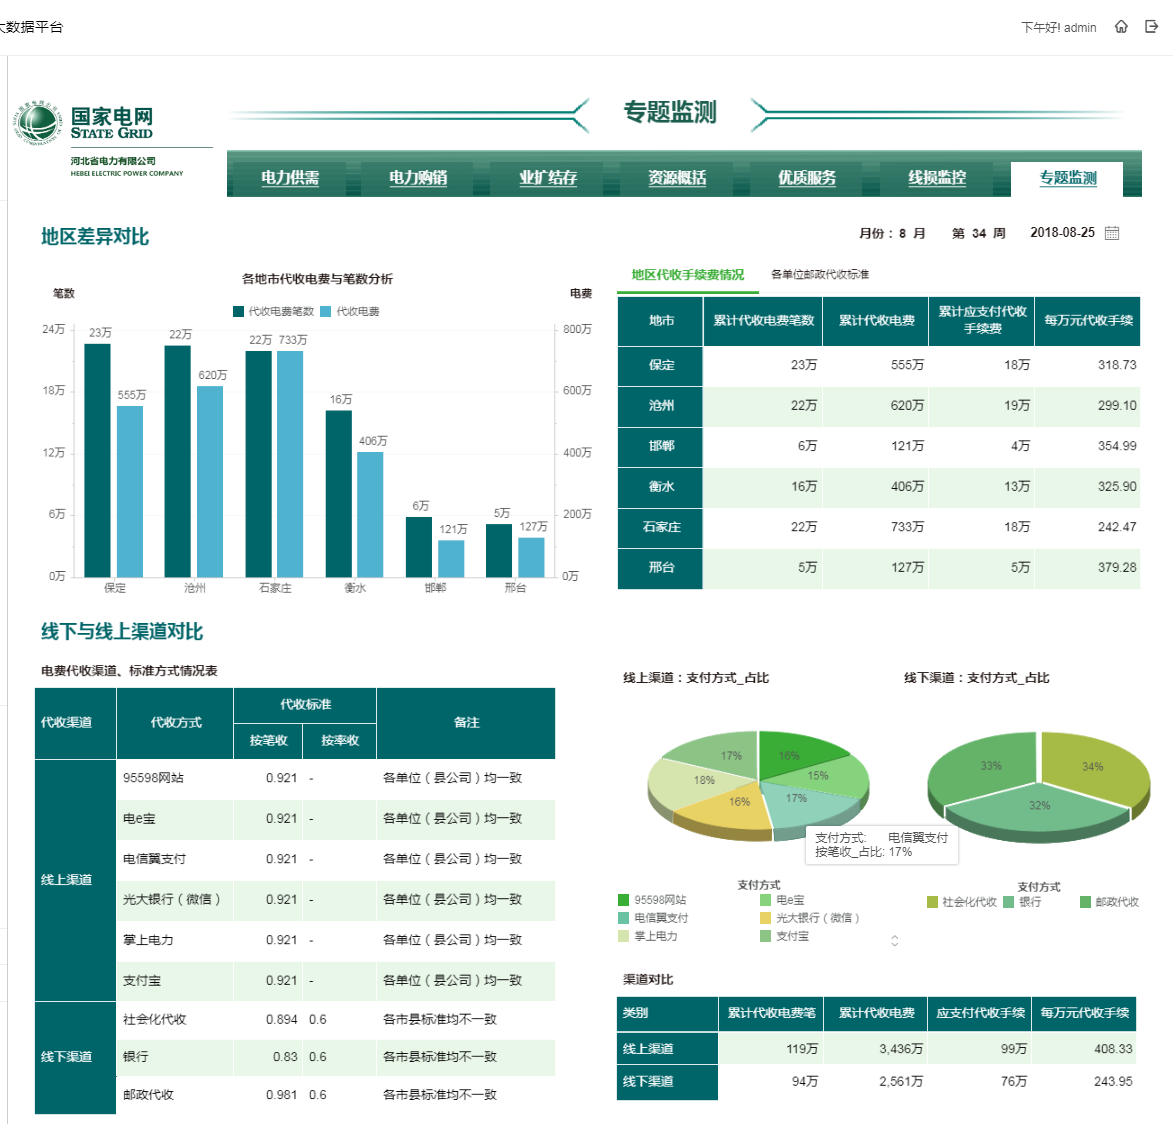 大数据平台
下午好! admin
国家电网
STATE GRID
河北省电力有限公司
HEBEI ELECTRIC POWER COMPANY
专题监测
电力供需 电力购销 业扩结存 资源概活 优质服务 线损监控 专题监测
地区差异对比
月份：8 月 第 34 周 2018-08-25
各地市代收电费与笔数分析
笔数 电费
代收电费笔数 代收电费
24万 18万 12万 6万 0万
800万 600万 400万 200万 0万
23万 555万 22万 620万 22万 733万 16万 406万 6万 121万 5万 127万
保定 沧州 石家庄 衡水 邯郸 邢台
地区代收手续费情况 各单位邮政代收标准
地市 累计代收电费笔数 累计代收电费 累计应支付代收手续费 每万元代收手续
保定 23万 555万 18万 318.73
沧州 22万 620万 19万 299.10
邯郸 6万 121万 4万 354.99
衡水 16万 406万 13万 325.90
石家庄 22万 733万 18万 242.47
邢台 5万 127万 5万 379.28
线下与线上渠道对比
电费代收渠道、标准方式情况表
代收渠道 代收方式 代收标准 备注
按笔收 按率收
线上渠道
95598网站 0.921 - 各单位（县公司）均一致
电e宝 0.921 - 各单位（县公司）均一致
电信翼支付 0.921 - 各单位（县公司）均一致
光大银行（微信） 0.921 - 各单位（县公司）均一致
掌上电力 0.921 - 各单位（县公司）均一致
支付宝 0.921 - 各单位（县公司）均一致
线下渠道
社会化代收 0.894 0.6 各市县标准均不一致
银行 0.83 0.6 各市县标准均不一致
邮政代收 0.981 0.6 各市县标准均不一致
线上渠道：支付方式_占比
17% 16% 15% 17% 16% 18%
支付方式: 电信翼支付
按笔收_占比: 17%
支付方式
95598网站 电e宝
电信翼支付 光大银行（微信）
掌上电力 支付宝
线下渠道：支付方式_占比
33% 34% 32%
支付方式
社会化代收 银行 邮政代收
渠道对比
类别 累计代收电费笔 累计代收电费 应支付代收手续 每万元代收手续
线上渠道 119万 3,436万 99万 408.33
线下渠道 94万 2,561万 76万 243.95